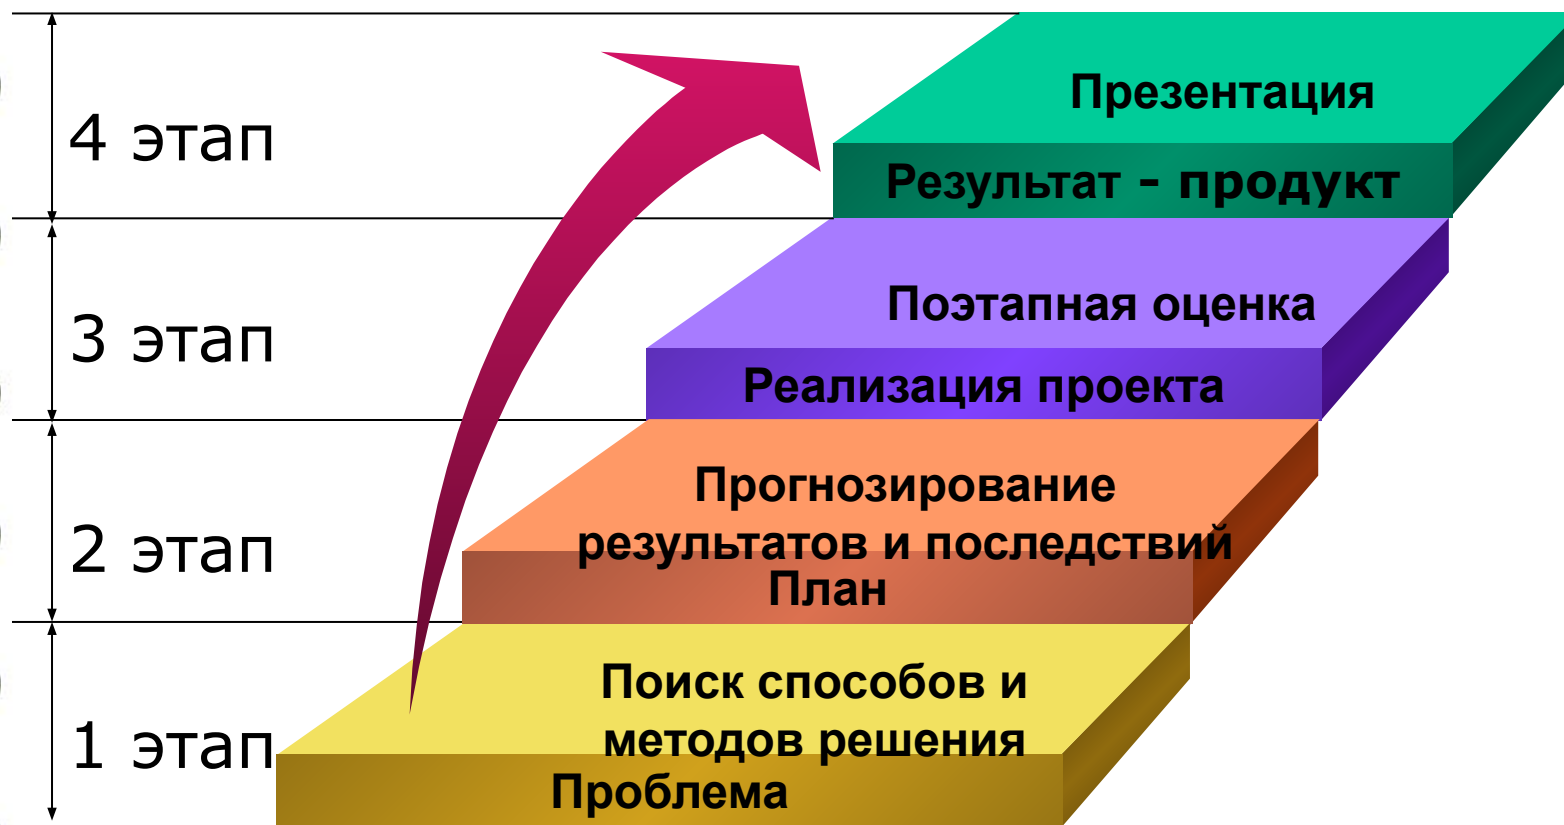 4 этап
Презентация
Результат - продукт
3 этап
Поэтапная оценка
Реализация проекта
2 этап
Прогнозирование
результатов и последствий
План
1 этап
Поиск способов и
методов решения
Проблема